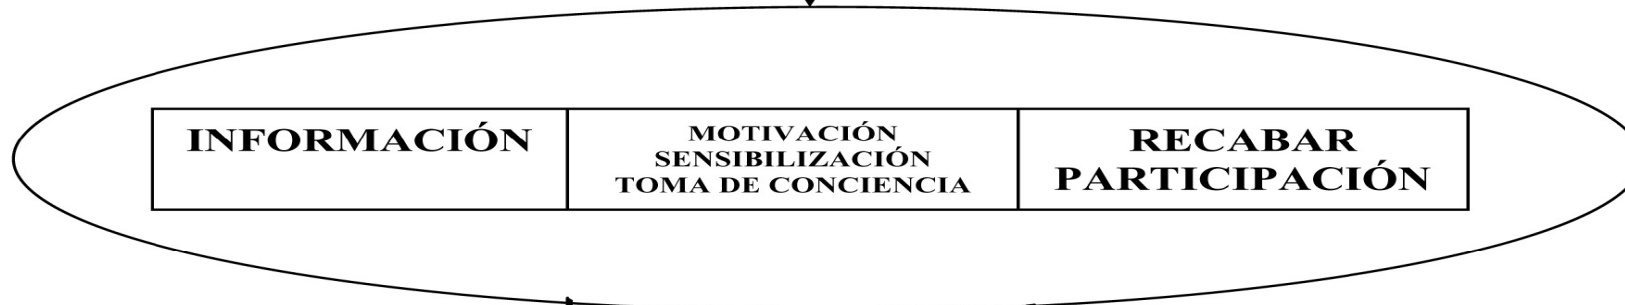 INFORMACIÓN
MOTIVACIÓN
SENSIBILIZACIÓN
TOMA DE CONCIENCIA
RECABAR
PARTICIPACIÓN